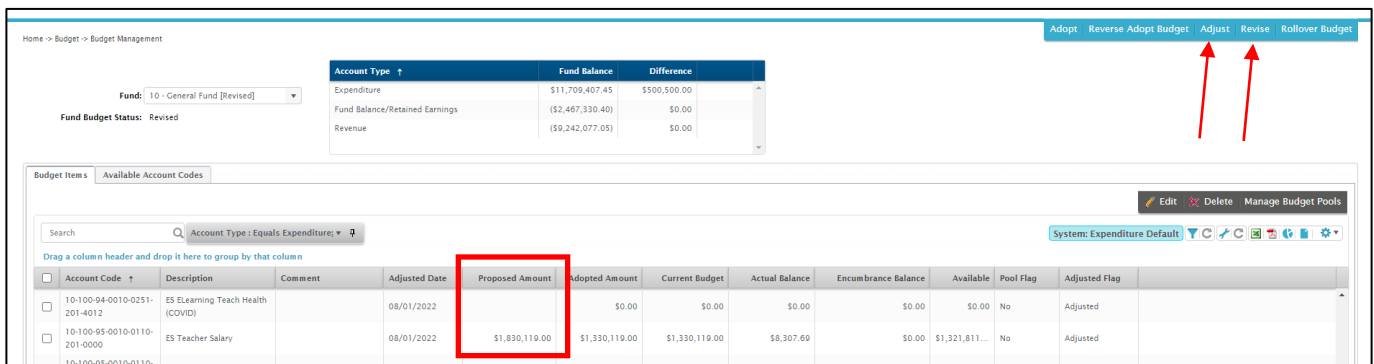 Adopt Reverse Adopt Budget Adjust Revise Rollover Budget
Home -> Budget -> Budget Management
Account Type ↑ Fund Balance Difference
Expenditure $11,709,407.45 $500,500.00
Fund: 10 - General Fund [Revised]
Fund Balance/Retained Earnings ($2,467,330.40) $0.00
Fund Budget Status: Revised
Revenue ($9,242,077.05) $0.00
Budget Items Available Account Codes
Edit Delete Manage Budget Pools
Search Account Type : Equals Expenditure; System: Expenditure Default
Drag a column header and drop it here to group by that column
Account Code ↑ Description Comment Adjusted Date Proposed Amount Adopted Amount Current Budget Actual Balance Encumbrance Balance Available Pool Flag Adjusted Flag
10-100-94-0010-0251- ES ELearning Teach Health
08/01/2022 $0.00 $0.00 $0.00 $0.00 $0.00 No Adjusted
201-4012 (COVID)
10-100-95-0010-0110-
ES Teacher Salary 08/01/2022 $1,830,119.00 $1,330,119.00 $1,330,119.00 $8,307.69 $0.00 $1,321,811... No Adjusted
201-0000
10-100-95-0010-0110-